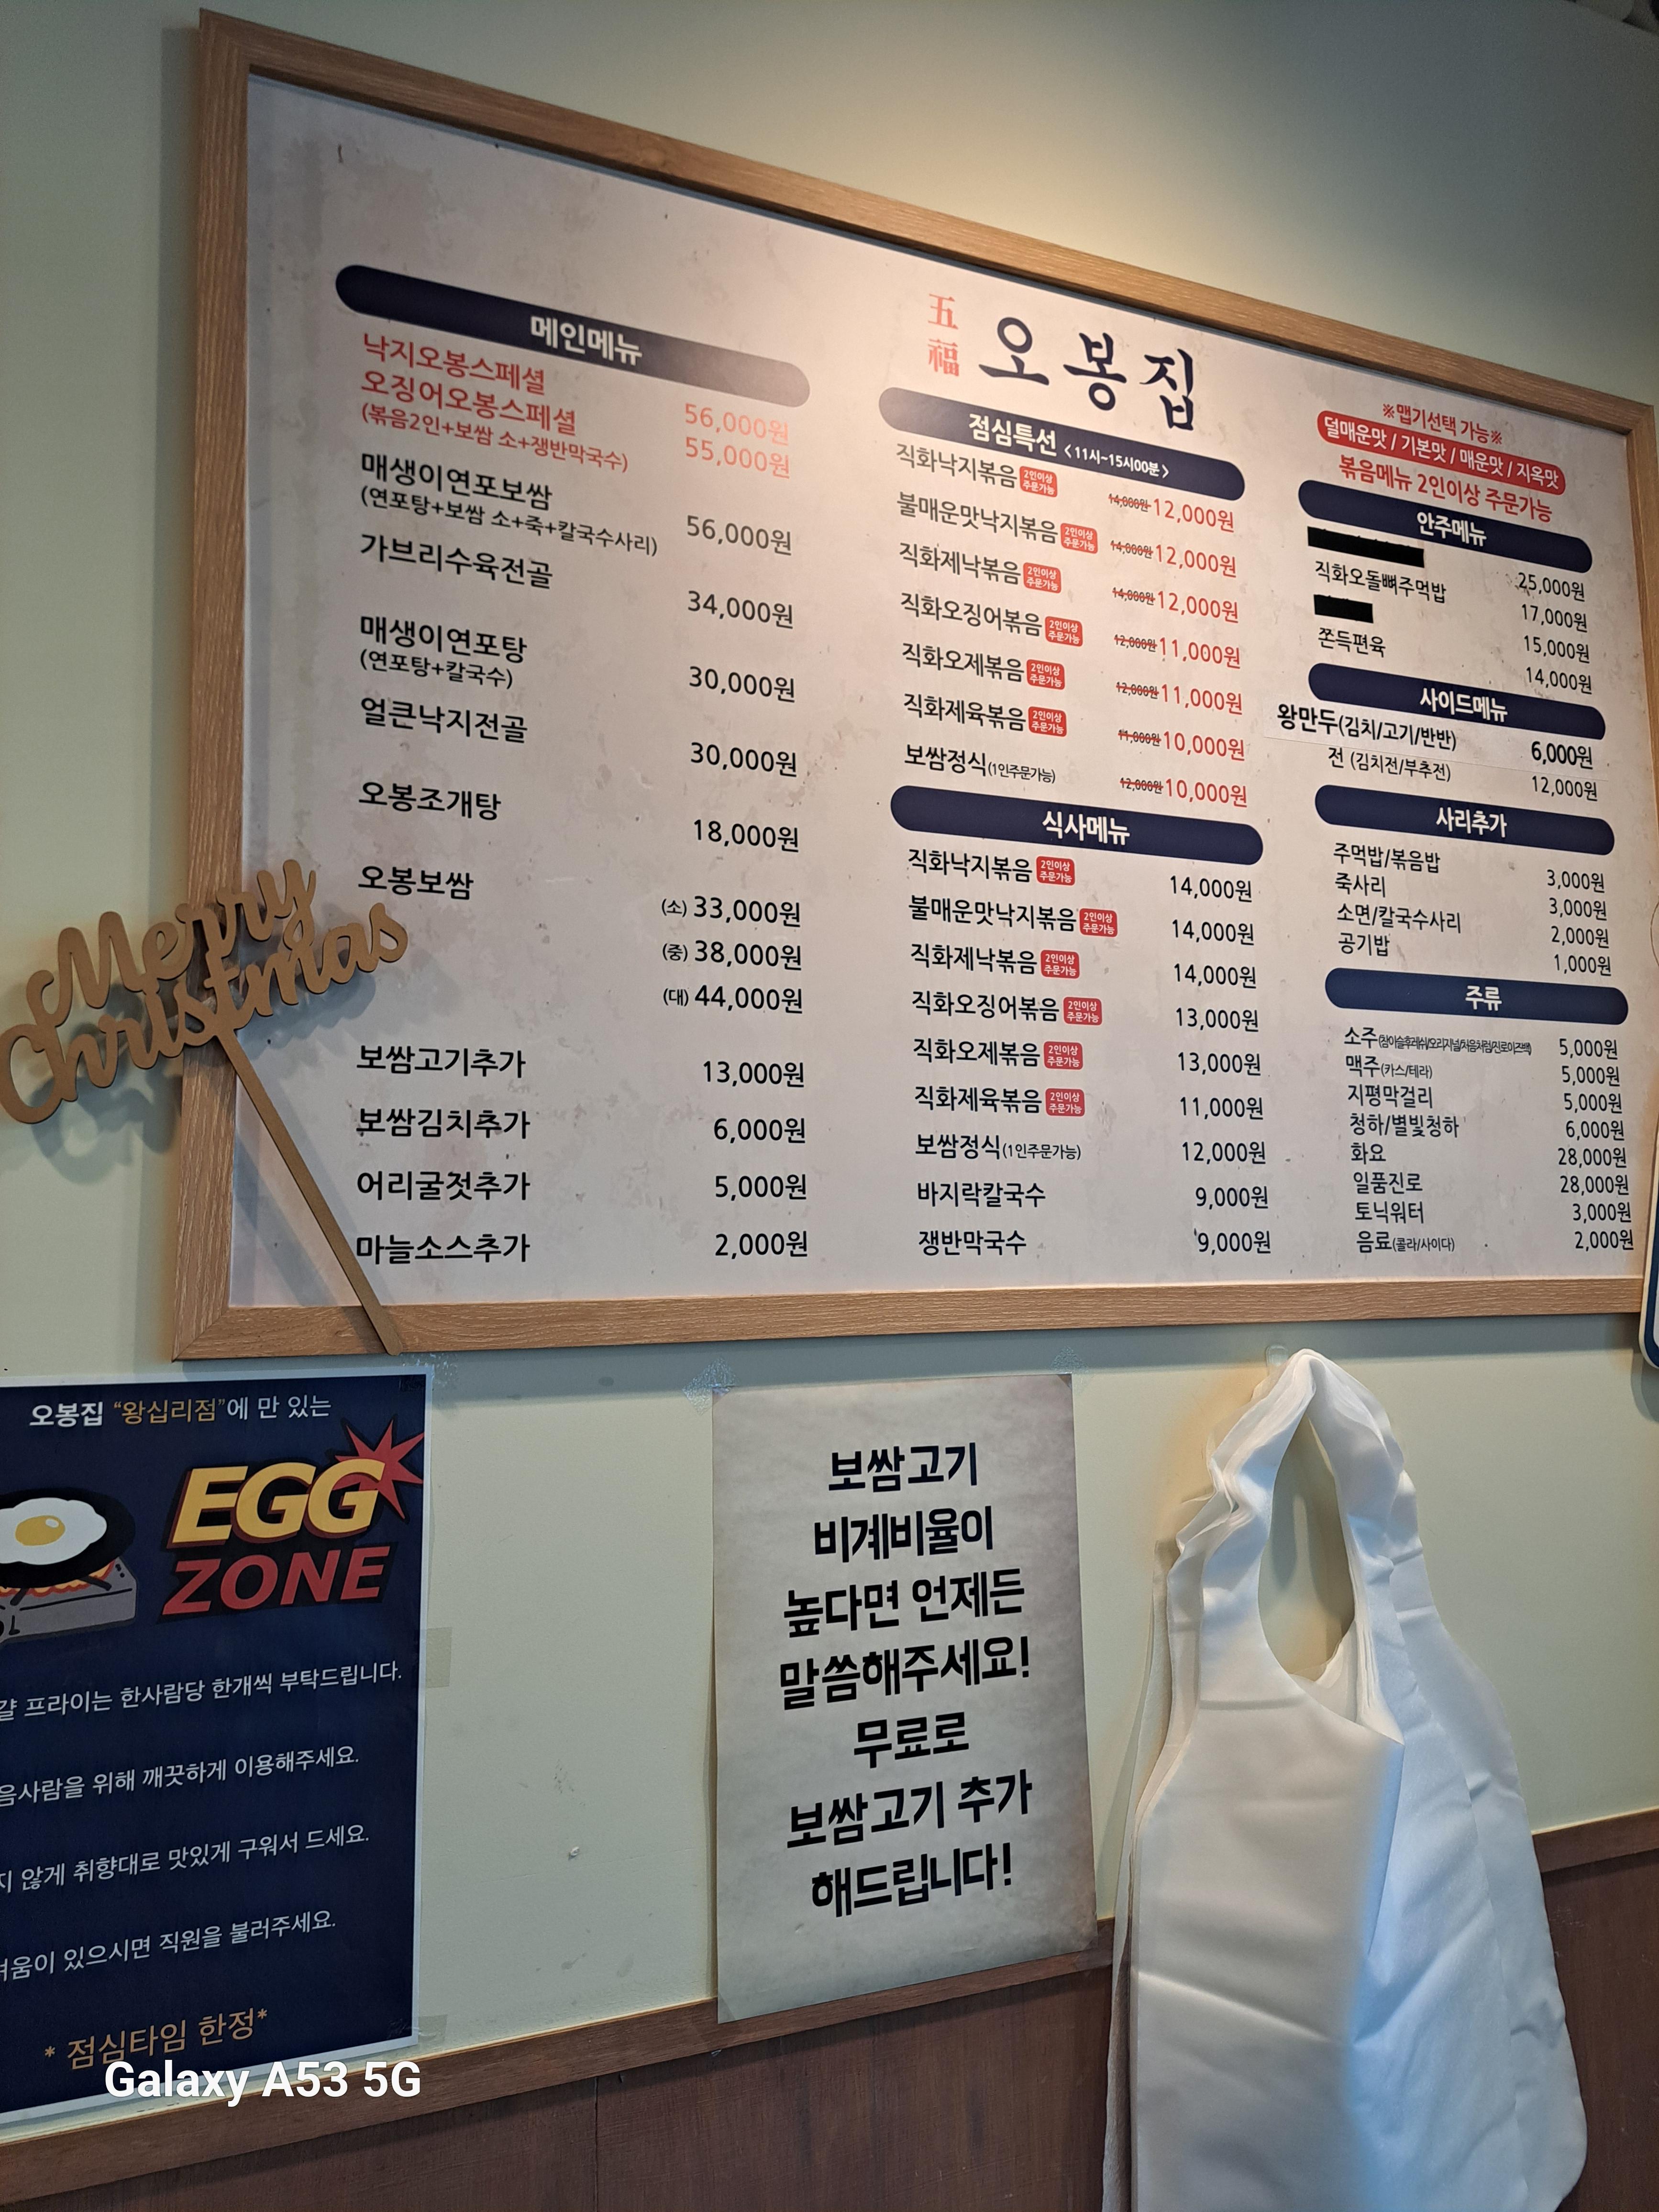 메인메뉴
낙지오봉스페셜 56,000원
오징어오봉스페셜 55,000원
(볶음2인+보쌈 소+쟁반막국수)
매생이연포보쌈 56,000원
(연포탕+보쌈 소+죽+칼국수사리)
가브리수육전골 34,000원
매생이연포탕 30,000원
(연포탕+칼국수)
얼큰낙지전골 30,000원
오봉조개탕 18,000원
오봉보쌈
(소) 33,000원
(중) 38,000원
(대) 44,000원
보쌈고기추가 13,000원
보쌈김치추가 6,000원
어리굴젓추가 5,000원
마늘소스추가 2,000원
五福 오봉집
점심특선 <11시~15시00분>
직화낙지볶음 2인이상 주문가능 14,000원 12,000원
불매운맛낙지볶음 2인이상 주문가능 14,000원 12,000원
직화제낙볶음 2인이상 주문가능 14,000원 12,000원
직화오징어볶음 2인이상 주문가능 12,000원 11,000원
직화오제볶음 2인이상 주문가능 12,000원 11,000원
직화제육볶음 2인이상 주문가능 11,000원 10,000원
보쌈정식(1인주문가능) 12,000원 10,000원
식사메뉴
직화낙지볶음 2인이상 주문가능 14,000원
불매운맛낙지볶음 2인이상 주문가능 14,000원
직화제낙볶음 2인이상 주문가능 14,000원
직화오징어볶음 2인이상 주문가능 13,000원
직화오제볶음 2인이상 주문가능 13,000원
직화제육볶음 2인이상 주문가능 11,000원
보쌈정식(1인주문가능) 12,000원
바지락칼국수 9,000원
쟁반막국수 9,000원
※맵기선택 가능※
덜매운맛 / 기본맛 / 매운맛 / 지옥맛
볶음메뉴 2인이상 주문가능
안주메뉴
25,000원
직화오돌뼈주먹밥 17,000원
15,000원
쫀득편육 14,000원
사이드메뉴
왕만두(김치/고기/반반) 6,000원
전 (김치전/부추전) 12,000원
사리추가
주먹밥/볶음밥 3,000원
죽사리 3,000원
소면/칼국수사리 2,000원
공기밥 1,000원
주류
소주(참이슬후레쉬/오리지널/처음처럼/진로이즈백) 5,000원
맥주(카스/테라) 5,000원
지평막걸리 5,000원
청하/별빛청하 6,000원
화요 28,000원
일품진로 28,000원
토닉워터 3,000원
음료(콜라/사이다) 2,000원
Merry
Christmas
오봉집 "왕십리점"에 만 있는
EGG
ZONE
프라이는 한사람당 한개씩 부탁드립니다.
음사람을 위해 깨끗하게 이용해주세요.
지 않게 취향대로 맛있게 구워서 드세요.
있으시면 직원을 불러주세요.
* 점심타임 한정*
보쌈고기
비계비율이
높다면 언제든
말씀해주세요!
무료로
보쌈고기 추가
해드립니다!
Galaxy A53 5G